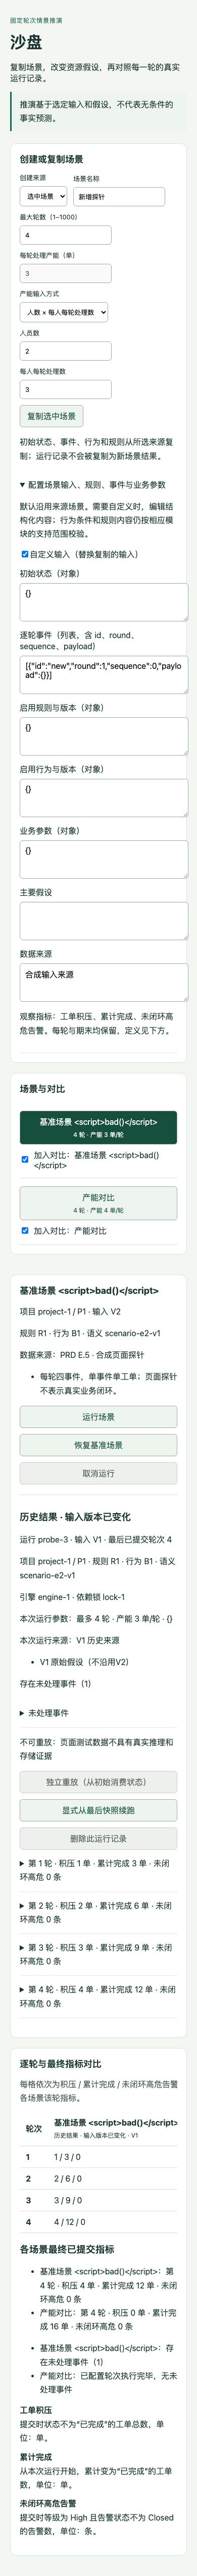 固定轮次情景推演
沙盘
复制场景，改变资源假设，再对照每一轮的真实
运行记录。
推演基于选定输入和假设，不代表无条件的
事实预测。
创建或复制场景
创建来源
场景名称
选中场景
新增探针
最大轮数（1–1000）
4
每轮处理产能（单）
3
产能输入方式
人数 × 每人每轮处理数
人员数
2
每人每轮处理数
3
复制选中场景
初始状态、事件、行为和规则从所选来源复
制；运行记录不会被复制为新场景结果。
▼ 配置场景输入、规则、事件与业务参数
默认沿用来源场景。需要自定义时，编辑结
构化内容；行为条件和规则内容仍按相应模
块的支持范围校验。
自定义输入（替换复制的输入）
初始状态（对象）
{}
逐轮事件（列表，含 id、round、
sequence、payload）
[{"id":"new","round":1,"sequence":0,"paylo
ad":{}}]
启用规则与版本（对象）
{}
启用行为与版本（对象）
{}
业务参数（对象）
{}
主要假设
数据来源
合成输入来源
观察指标：工单积压、累计完成、未闭环高
危告警。每轮与期末均保存，定义见下方。
场景与对比
基准场景 <script>bad()</script>
4 轮 · 产能 3 单/轮
加入对比：基准场景 <script>bad()
</script>
产能对比
4 轮 · 产能 4 单/轮
加入对比：产能对比
基准场景 <script>bad()</script>
项目 project-1 / P1 · 输入 V2
规则 R1 · 行为 B1 · 语义 scenario-e2-v1
数据来源：PRD E.5 · 合成页面探针
• 每轮四事件，单事件单工单；页面探针
不表示真实业务闭环。
运行场景
恢复基准场景
取消运行
历史结果 · 输入版本已变化
运行 probe-3 · 输入 V1 · 最后已提交轮次 4
项目 project-1 / P1 · 规则 R1 · 行为 B1 · 语义
scenario-e2-v1
引擎 engine-1 · 依赖锁 lock-1
本次运行参数：最多 4 轮 · 产能 3 单/轮 · {}
本次运行来源：V1 历史来源
• V1 原始假设（不沿用V2）
存在未处理事件（1）
▶ 未处理事件
不可重放：页面测试数据不具有真实推理和
存储证据
独立重放（从初始消费状态）
显式从最后快照续跑
删除此运行记录
▶ 第 1 轮 · 积压 1 单 · 累计完成 3 单 · 未闭
环高危 0 条
▶ 第 2 轮 · 积压 2 单 · 累计完成 6 单 · 未闭
环高危 0 条
▶ 第 3 轮 · 积压 3 单 · 累计完成 9 单 · 未闭
环高危 0 条
▶ 第 4 轮 · 积压 4 单 · 累计完成 12 单 · 未闭
环高危 0 条
逐轮与最终指标对比
每格依次为积压 / 累计完成 / 未闭环高危告警
各场景该轮指标。
轮次
基准场景 <script>bad()</script>
历史结果 · 输入版本已变化 · V1
1 1 / 3 / 0
2 2 / 6 / 0
3 3 / 9 / 0
4 4 / 12 / 0
各场景最终已提交指标
• 基准场景 <script>bad()</script>：第
4 轮 · 积压 4 单 · 累计完成 12 单 · 未闭
环高危 0 条
• 产能对比：第 4 轮 · 积压 0 单 · 累计完
成 16 单 · 未闭环高危 0 条
• 基准场景 <script>bad()</script>：存
在未处理事件（1）
• 产能对比：已配置轮次执行完毕，无未
处理事件
工单积压
提交时状态不为“已完成”的工单总数，单
位：单。
累计完成
从本次运行开始，累计变为“已完成”的工单
数，单位：单。
未闭环高危告警
提交时等级为 High 且告警状态不为 Closed
的告警数，单位：条。